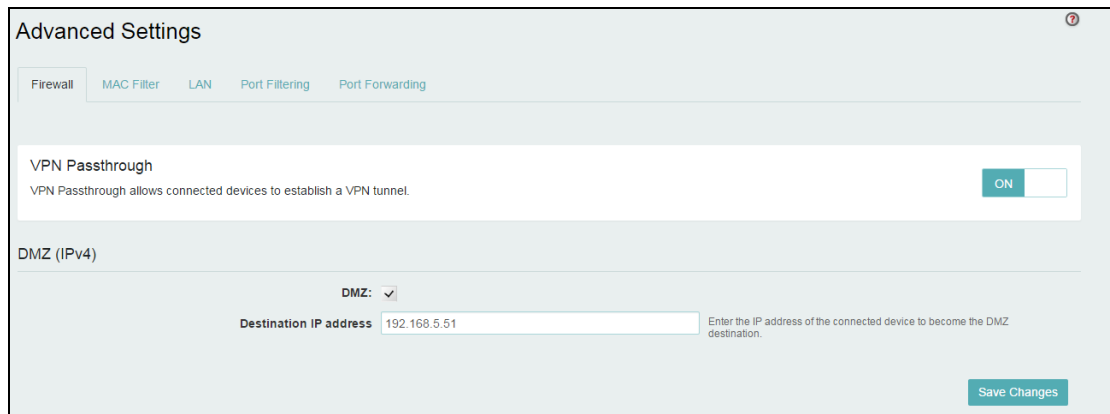 Advanced Settings
?
Firewall MAC Filter LAN Port Filtering Port Forwarding
VPN Passthrough
VPN Passthrough allows connected devices to establish a VPN tunnel.
ON
DMZ (IPv4)
DMZ:
Destination IP address 192.168.5.51 Enter the IP address of the connected device to become the DMZ
destination.
Save Changes